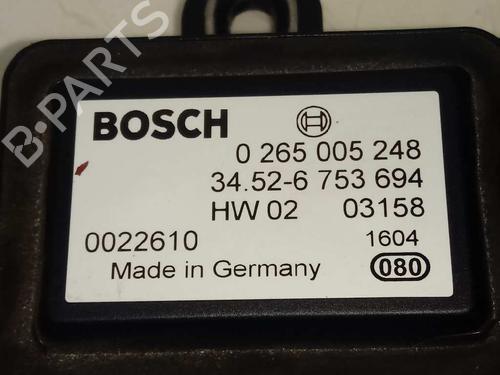 B-PARTS
BOSCH
0 265 005 248
34.52-6 753 694
HW 02 03158
0022610 1604
Made in Germany 080